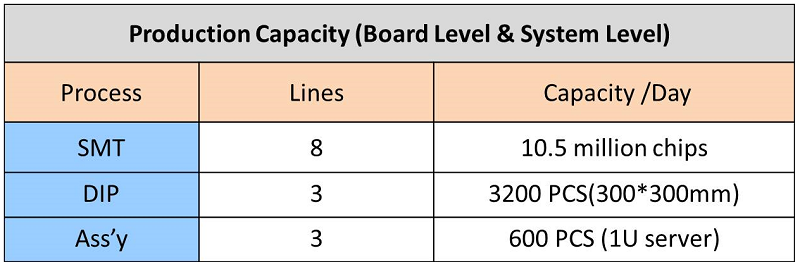 Production Capacity (Board Level & System Level)
Process Lines Capacity /Day
SMT 8 10.5 million chips
DIP 3 3200 PCS(300*300mm)
Ass’y 3 600 PCS (1U server)